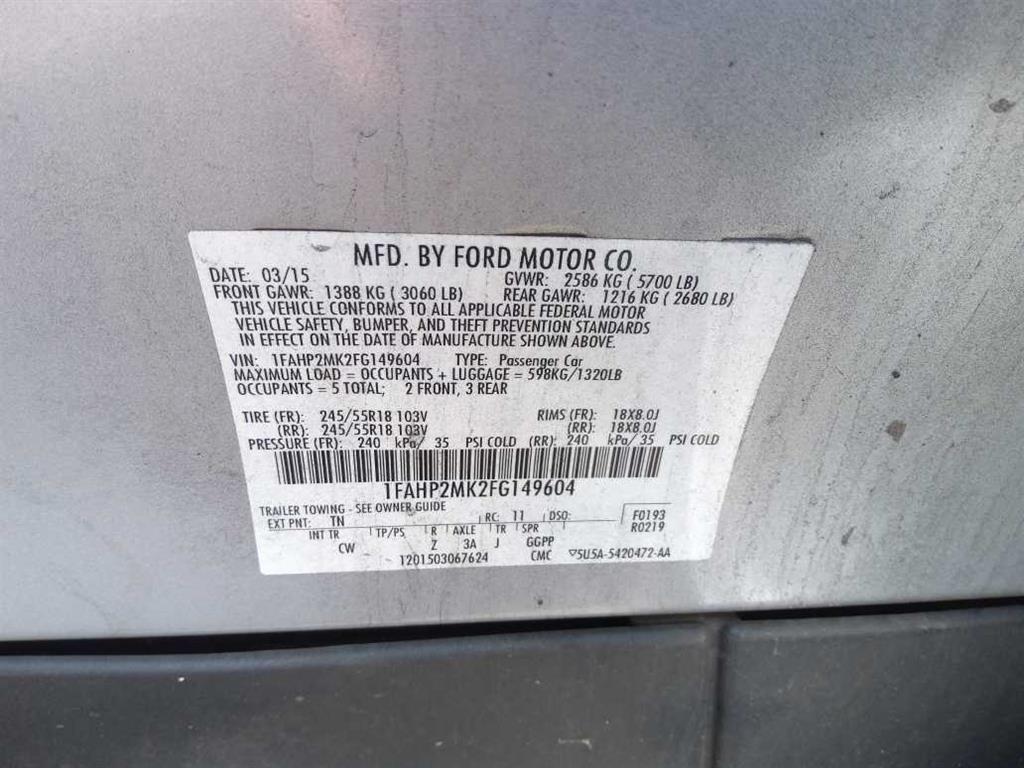 MFD. BY FORD MOTOR CO.
DATE: 03/15 GVWR: 2586 KG ( 5700 LB)
FRONT GAWR: 1388 KG ( 3060 LB) REAR GAWR: 1216 KG ( 2680 LB)
THIS VEHICLE CONFORMS TO ALL APPLICABLE FEDERAL MOTOR
VEHICLE SAFETY, BUMPER, AND THEFT PREVENTION STANDARDS
IN EFFECT ON THE DATE OF MANUFACTURE SHOWN ABOVE.
VIN: 1FAHP2MK2FG149604 TYPE: Passenger Car
MAXIMUM LOAD = OCCUPANTS + LUGGAGE = 598KG/1320LB
OCCUPANTS = 5 TOTAL; 2 FRONT, 3 REAR
TIRE (FR): 245/55R18 103V RIMS (FR): 18X8.0J
(RR): 245/55R18 103V (RR): 18X8.0J
PRESSURE (FR): 240 kPa/ 35 PSI COLD (RR): 240 kPa/ 35 PSI COLD
1FAHP2MK2FG149604
TRAILER TOWING - SEE OWNER GUIDE
EXT PNT: TN RC: 11 DSO: F0193
INT TR TP/PS R AXLE TR SPR R0219
CW Z 3A J GGPP
1201503067624 CMC ▽5U5A-5420472-AA